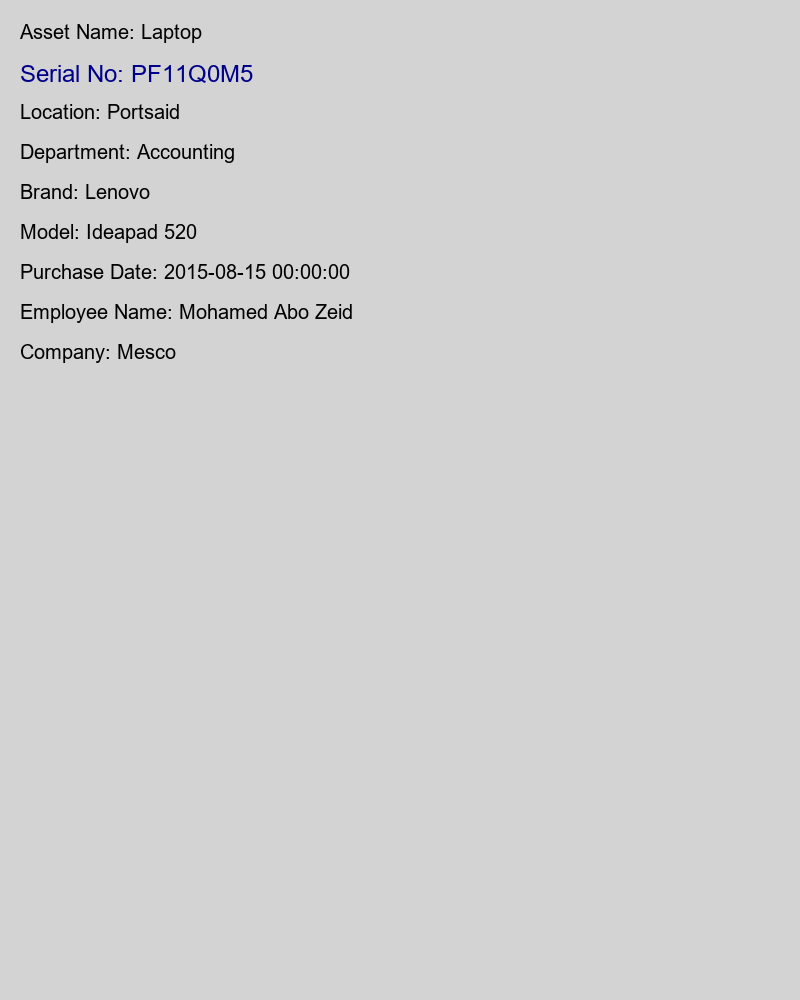 Asset Name: Laptop
Serial No: PF11Q0M5
Location: Portsaid
Department: Accounting
Brand: Lenovo
Model: Ideapad 520
Purchase Date: 2015-08-15 00:00:00
Employee Name: Mohamed Abo Zeid
Company: Mesco